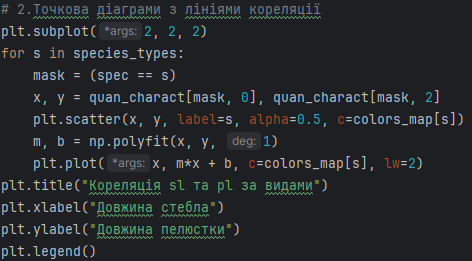 # 2.Точкова діаграми з лініями кореляції
plt.subplot( *args: 2, 2, 2)
for s in species_types:
    mask = (spec == s)
    x, y = quan_charact[mask, 0], quan_charact[mask, 2]
    plt.scatter(x, y, label=s, alpha=0.5, c=colors_map[s])
    m, b = np.polyfit(x, y, deg: 1)
    plt.plot( *args: x, m*x + b, c=colors_map[s], lw=2)
plt.title("Кореляція sl та pl за видами")
plt.xlabel("Довжина стебла")
plt.ylabel("Довжина пелюстки")
plt.legend()